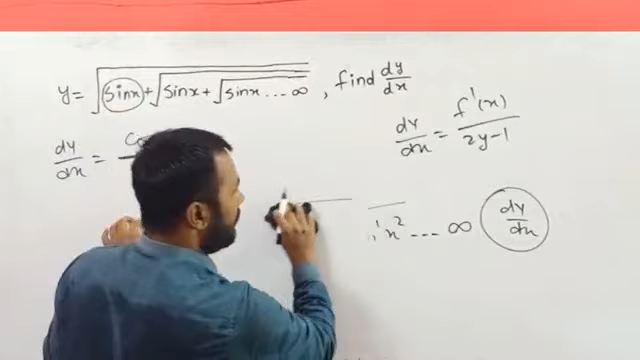 y = √(sinx + √(sinx + √(sinx ... ∞ , find dy/dx
dy/dx = f'(x)/(2y-1)
dy/dx =
x² --- ∞ dy/dx